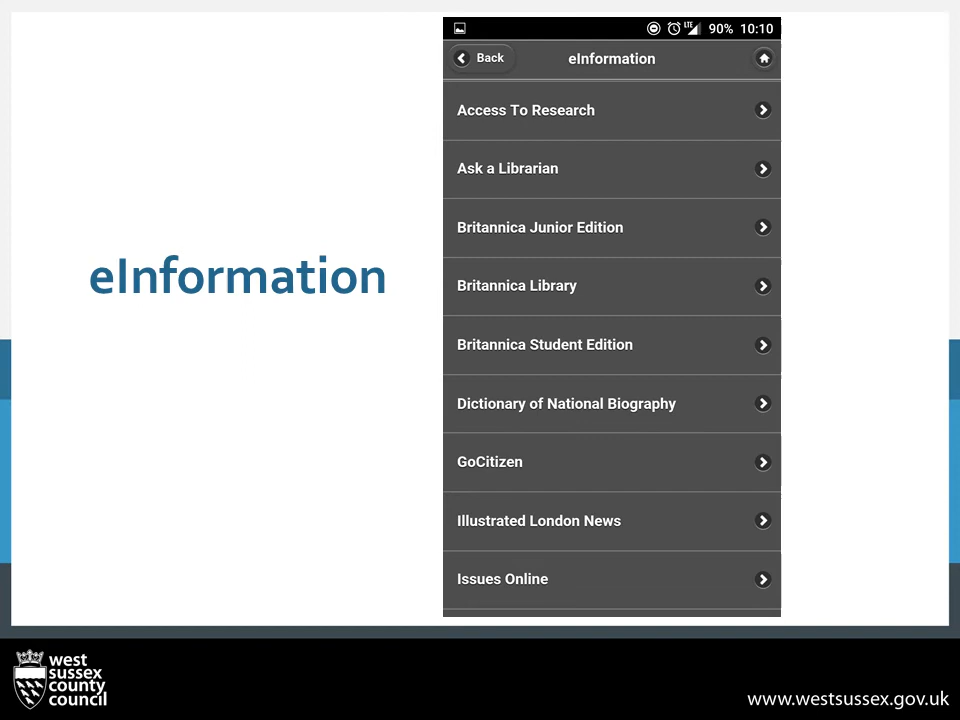 eInformation
LTE 90% 10:10
Back eInformation
Access To Research
Ask a Librarian
Britannica Junior Edition
Britannica Library
Britannica Student Edition
Dictionary of National Biography
GoCitizen
Illustrated London News
Issues Online
west
sussex
county
council
www.westsussex.gov.uk